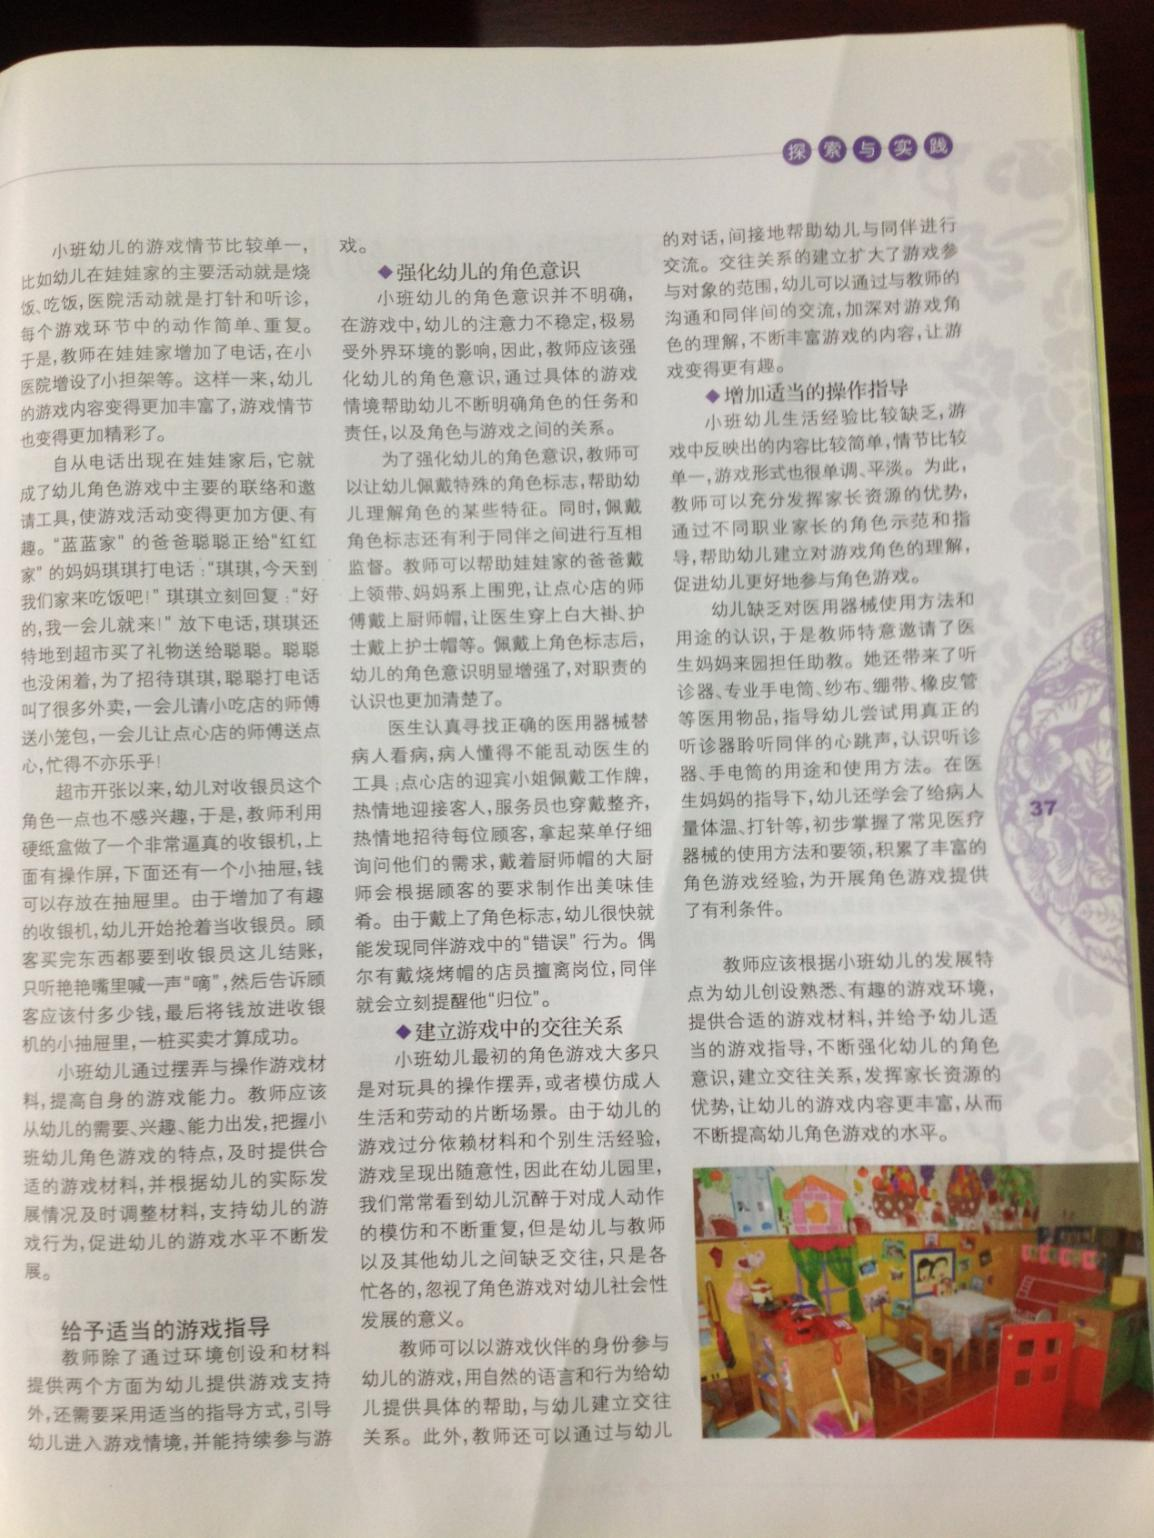 探索与实践
小班幼儿的游戏情节比较单一，
比如幼儿在娃娃家的主要活动就是烧
饭、吃饭，医院活动就是打针和听诊，
每个游戏环节中的动作简单、重复。
于是，教师在娃娃家增加了电话，在小
医院增设了小担架等。这样一来，幼儿
的游戏内容变得更加丰富了，游戏情节
也变得更加精彩了。
自从电话出现在娃娃家后，它就
成了幼儿角色游戏中主要的联络和邀
请工具，使游戏活动变得更加方便、有
趣。“蓝蓝家”的爸爸聪聪正给“红红
家”的妈妈琪琪打电话：“琪琪，今天到
我们家来吃饭吧！”琪琪立刻回复：“好
的，我一会儿就来！”放下电话，琪琪还
特地到超市买了礼物送给聪聪。聪聪
也没闲着，为了招待琪琪，聪聪打电话
叫了很多外卖，一会儿请小吃店的师傅
送小笼包，一会儿让点心店的师傅送点
心，忙得不亦乐乎！
超市开张以来，幼儿对收银员这个
角色一点也不感兴趣，于是，教师利用
硬纸盒做了一个非常逼真的收银机，上
面有操作屏，下面还有一个小抽屉，钱
可以存放在抽屉里。由于增加了有趣
的收银机，幼儿开始抢着当收银员。顾
客买完东西都要到收银员这儿结账，
只听艳艳嘴里喊一声“嘀”，然后告诉顾
客应该付多少钱，最后将钱放进收银
机的小抽屉里，一桩买卖才算成功。
小班幼儿通过摆弄与操作游戏材
料，提高自身的游戏能力。教师应该
从幼儿的需要、兴趣、能力出发，把握小
班幼儿角色游戏的特点，及时提供合
适的游戏材料，并根据幼儿的实际发
展情况及时调整材料，支持幼儿的游
戏行为，促进幼儿的游戏水平不断发
展。
给予适当的游戏指导
教师除了通过环境创设和材料
提供两个方面为幼儿提供游戏支持
外，还需要采用适当的指导方式，引导
幼儿进入游戏情境，并能持续参与游
戏。
◆强化幼儿的角色意识
小班幼儿的角色意识并不明确，
在游戏中，幼儿的注意力不稳定，极易
受外界环境的影响，因此，教师应该强
化幼儿的角色意识，通过具体的游戏
情境帮助幼儿不断明确角色的任务和
责任，以及角色与游戏之间的关系。
为了强化幼儿的角色意识，教师可
以让幼儿佩戴特殊的角色标志，帮助幼
儿理解角色的某些特征。同时，佩戴
角色标志还有利于同伴之间进行互相
监督。教师可以帮助娃娃家的爸爸戴
上领带、妈妈系上围兜，让点心店的师
傅戴上厨师帽，让医生穿上白大褂、护
士戴上护士帽等。佩戴上角色标志后，
幼儿的角色意识明显增强了，对职责的
认识也更加清楚了。
医生认真寻找正确的医用器械替
病人看病，病人懂得不能乱动医生的
工具；点心店的迎宾小姐佩戴工作牌，
热情地迎接客人，服务员也穿戴整齐，
热情地招待每位顾客，拿起菜单仔细
询问他们的需求，戴着厨师帽的大厨
师会根据顾客的要求制作出美味佳
肴。由于戴上了角色标志，幼儿很快就
能发现同伴游戏中的“错误”行为。偶
尔有戴烧烤帽的店员擅离岗位，同伴
就会立刻提醒他“归位”。
◆建立游戏中的交往关系
小班幼儿最初的角色游戏大多只
是对玩具的操作摆弄，或者模仿成人
生活和劳动的片断场景。由于幼儿的
游戏过分依赖材料和个别生活经验，
游戏呈现出随意性，因此在幼儿园里，
我们常常看到幼儿沉醉于对成人动作
的模仿和不断重复，但是幼儿与教师
以及其他幼儿之间缺乏交往，只是各
忙各的，忽视了角色游戏对幼儿社会性
发展的意义。
教师可以以游戏伙伴的身份参与
幼儿的游戏，用自然的语言和行为给幼
儿提供具体的帮助，与幼儿建立交往
关系。此外，教师还可以通过与幼儿
的对话，间接地帮助幼儿与同伴进行
交流。交往关系的建立扩大了游戏参
与对象的范围，幼儿可以通过与教师的
沟通和同伴间的交流，加深对游戏角
色的理解，不断丰富游戏的内容，让游
戏变得更有趣。
◆增加适当的操作指导
小班幼儿生活经验比较缺乏，游
戏中反映出的内容比较简单，情节比较
单一，游戏形式也很单调、平淡。为此，
教师可以充分发挥家长资源的优势，
通过不同职业家长的角色示范和指
导，帮助幼儿建立对游戏角色的理解，
促进幼儿更好地参与角色游戏。
幼儿缺乏对医用器械使用方法和
用途的认识，于是教师特意邀请了医
生妈妈来园担任助教。她还带来了听
诊器、专业手电筒、纱布、绷带、橡皮管
等医用物品，指导幼儿尝试用真正的
听诊器聆听同伴的心跳声，认识听诊
器、手电筒的用途和使用方法。在医
生妈妈的指导下，幼儿还学会了给病人
量体温、打针等，初步掌握了常见医疗
器械的使用方法和要领，积累了丰富的
角色游戏经验，为开展角色游戏提供
了有利条件。
教师应该根据小班幼儿的发展特
点为幼儿创设熟悉、有趣的游戏环境，
提供合适的游戏材料，并给予幼儿适
当的游戏指导，不断强化幼儿的角色
意识，建立交往关系，发挥家长资源的
优势，让幼儿的游戏内容更丰富，从而
不断提高幼儿角色游戏的水平。
37